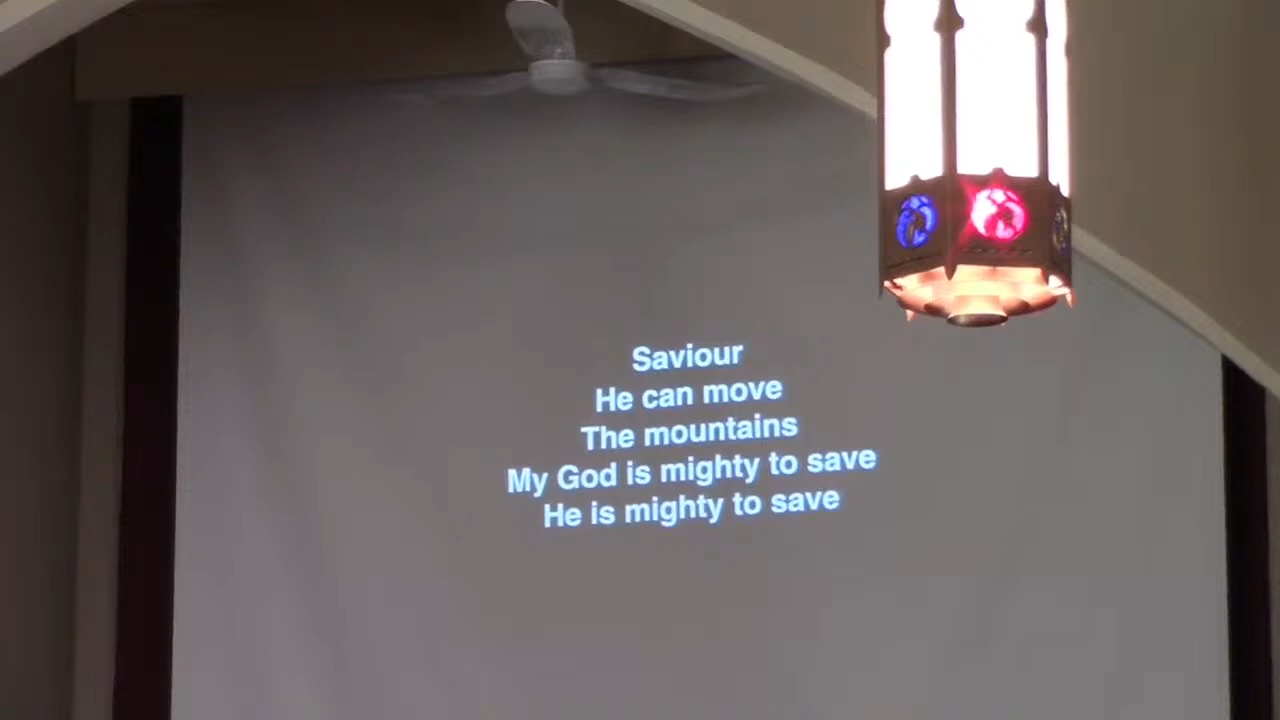 Saviour
He can move
The mountains
My God is mighty to save
He is mighty to save